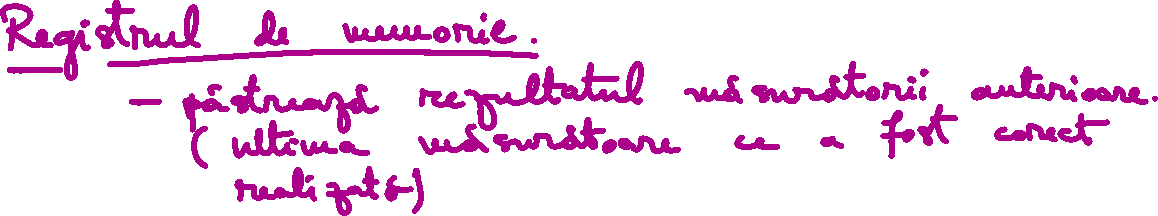 Registrul de memorie.
– păstrează rezultatul măsurătorii anterioare.
( ultima măsurătoare ce a fost corect
realizată)